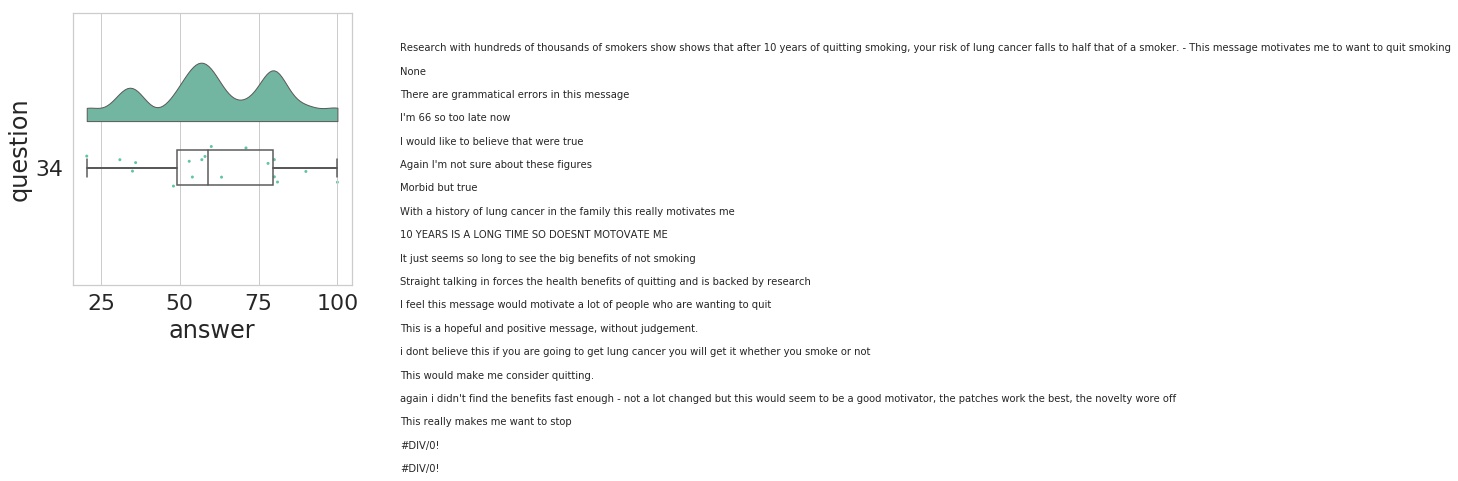 question
34
25 50 75 100
answer
Research with hundreds of thousands of smokers show shows that after 10 years of quitting smoking, your risk of lung cancer falls to half that of a smoker. - This message motivates me to want to quit smoking
None
There are grammatical errors in this message
I'm 66 so too late now
I would like to believe that were true
Again I'm not sure about these figures
Morbid but true
With a history of lung cancer in the family this really motivates me
10 YEARS IS A LONG TIME SO DOESNT MOTOVATE ME
It just seems so long to see the big benefits of not smoking
Straight talking in forces the health benefits of quitting and is backed by research
I feel this message would motivate a lot of people who are wanting to quit
This is a hopeful and positive message, without judgement.
i dont believe this if you are going to get lung cancer you will get it whether you smoke or not
This would make me consider quitting.
again i didn't find the benefits fast enough - not a lot changed but this would seem to be a good motivator, the patches work the best, the novelty wore off
This really makes me want to stop
#DIV/0!
#DIV/0!